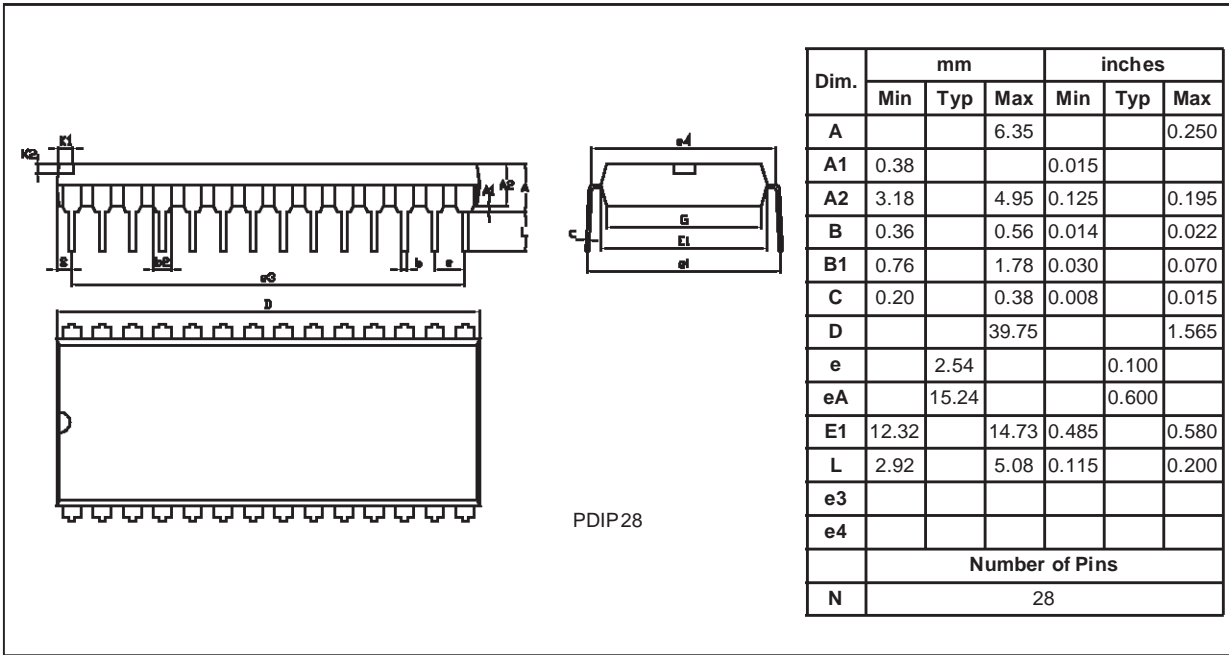 K1
K2
A1
A2
A
L
S
b2
b
e
e3
D
e4
C
G
E1
e1
PDIP28
Dim. mm inches
Min Typ Max Min Typ Max
A 6.35 0.250
A1 0.38 0.015
A2 3.18 4.95 0.125 0.195
B 0.36 0.56 0.014 0.022
B1 0.76 1.78 0.030 0.070
C 0.20 0.38 0.008 0.015
D 39.75 1.565
e 2.54 0.100
eA 15.24 0.600
E1 12.32 14.73 0.485 0.580
L 2.92 5.08 0.115 0.200
e3
e4
Number of Pins
N 28